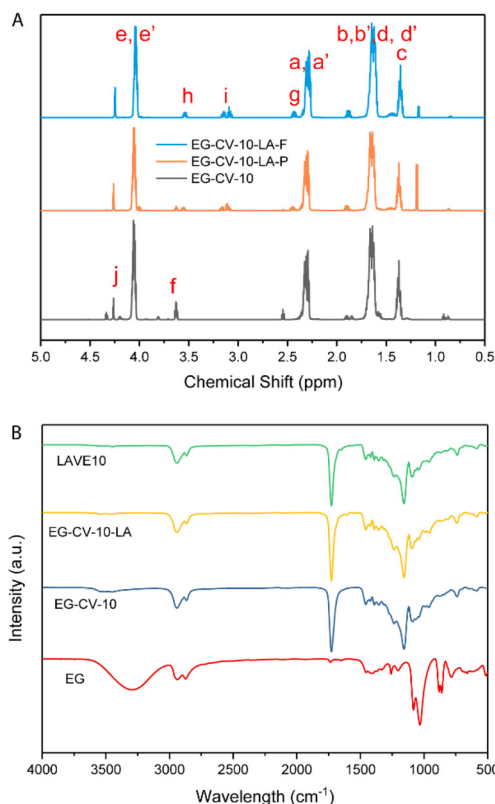 A
e, e'
b,b'
d, d'
c
a, a'
h
i
g
EG-CV-10-LA-F
EG-CV-10-LA-P
EG-CV-10
j
f
5.0 4.5 4.0 3.5 3.0 2.5 2.0 1.5 1.0 0.5
Chemical Shift (ppm)
B
LAVE10
EG-CV-10-LA
EG-CV-10
EG
Intensity (a.u.)
4000 3500 3000 2500 2000 1500 1000 500
Wavelength (cm⁻¹)